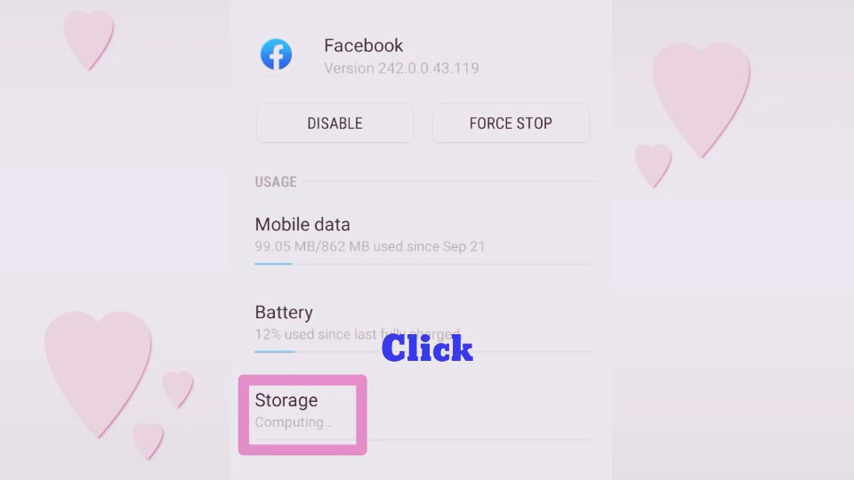 Facebook
Version 242.0.0.43.119
DISABLE
FORCE STOP
USAGE
Mobile data
99.05 MB/862 MB used since Sep 21
Battery
12% used since last fully charged
Click
Storage
Computing...